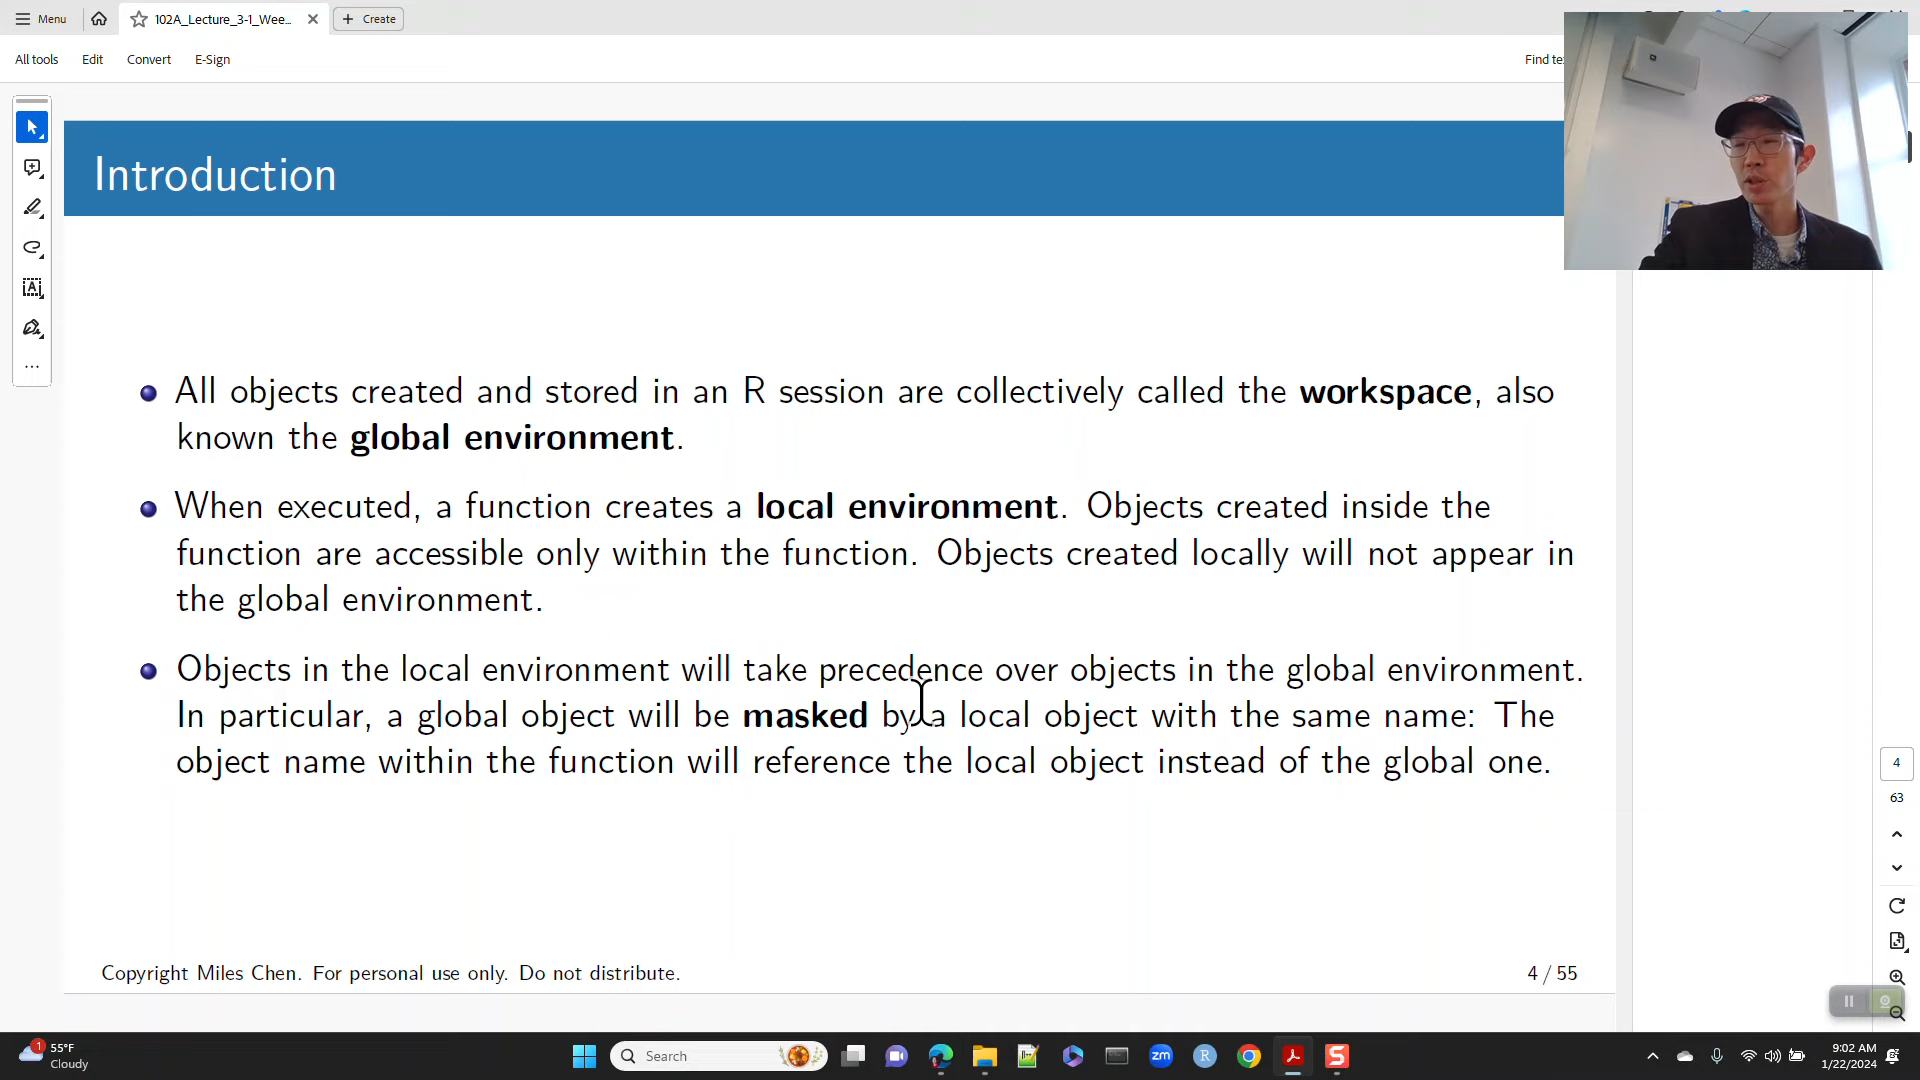 Menu
102A_Lecture_3-1_Wee...
Create
All tools
Edit
Convert
E-Sign
Find te
Introduction
All objects created and stored in an R session are collectively called the workspace, also
known the global environment.
When executed, a function creates a local environment. Objects created inside the
function are accessible only within the function. Objects created locally will not appear in
the global environment.
Objects in the local environment will take precedence over objects in the global environment.
In particular, a global object will be masked by a local object with the same name: The
object name within the function will reference the local object instead of the global one.
4
63
Copyright Miles Chen. For personal use only. Do not distribute.
4 / 55
1
55°F
Cloudy
Search
zm
R
S
9:02 AM
1/22/2024